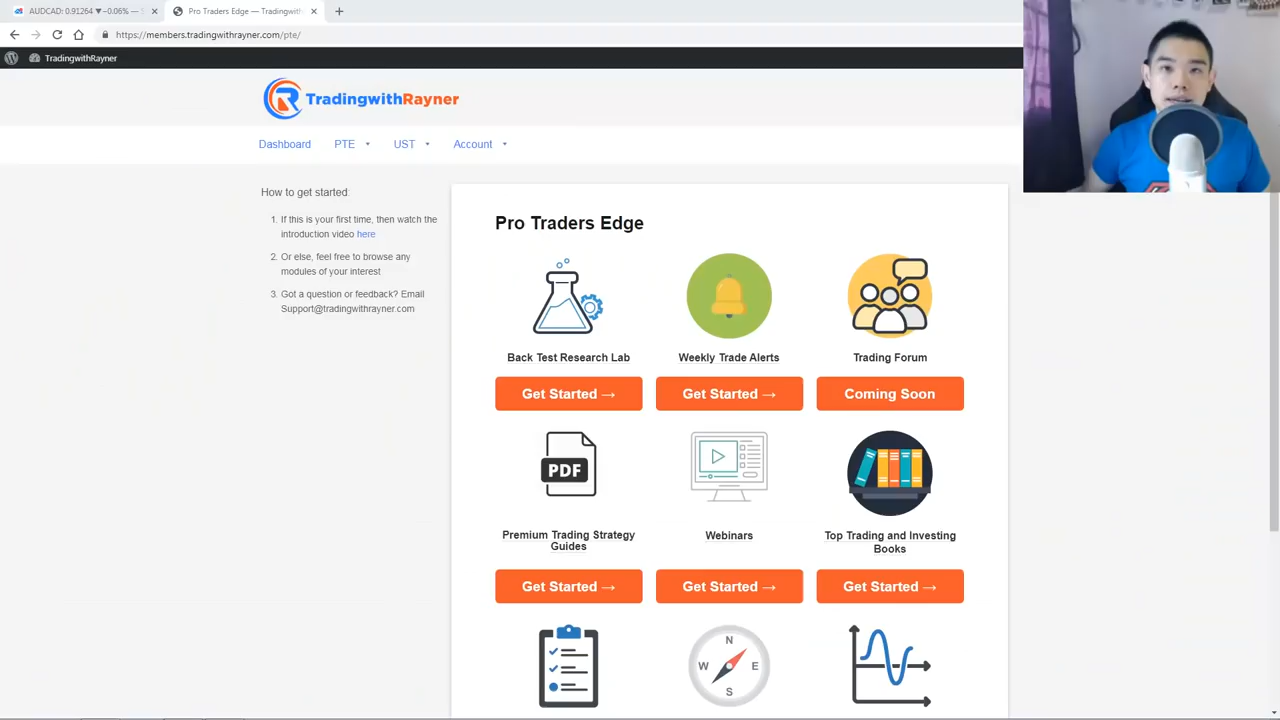 AUDCAD: 0.91264 ▼ −0.06%
Pro Traders Edge — Tradingwith
https://members.tradingwithrayner.com/pte/
TradingwithRayner
TradingwithRayner
Dashboard PTE UST Account
How to get started:
1. If this is your first time, then watch the
introduction video here
2. Or else, feel free to browse any
modules of your interest
3. Got a question or feedback? Email
Support@tradingwithrayner.com
Pro Traders Edge
Back Test Research Lab
Weekly Trade Alerts
Trading Forum
Get Started →
Get Started →
Coming Soon
PDF
Premium Trading Strategy
Guides
Webinars
Top Trading and Investing
Books
Get Started →
Get Started →
Get Started →
N
W E
S